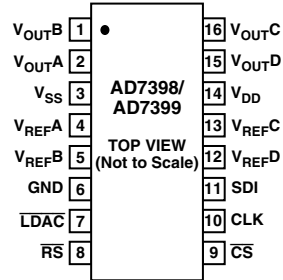 VOUTB 1 16 VOUTC
VOUTA 2 15 VOUTD
VSS 3 AD7398/ 14 VDD
AD7399
VREFA 4 13 VREFC
TOP VIEW
VREFB 5 (Not to Scale) 12 VREFD
GND 6 11 SDI
LDAC 7 10 CLK
RS 8 9 CS